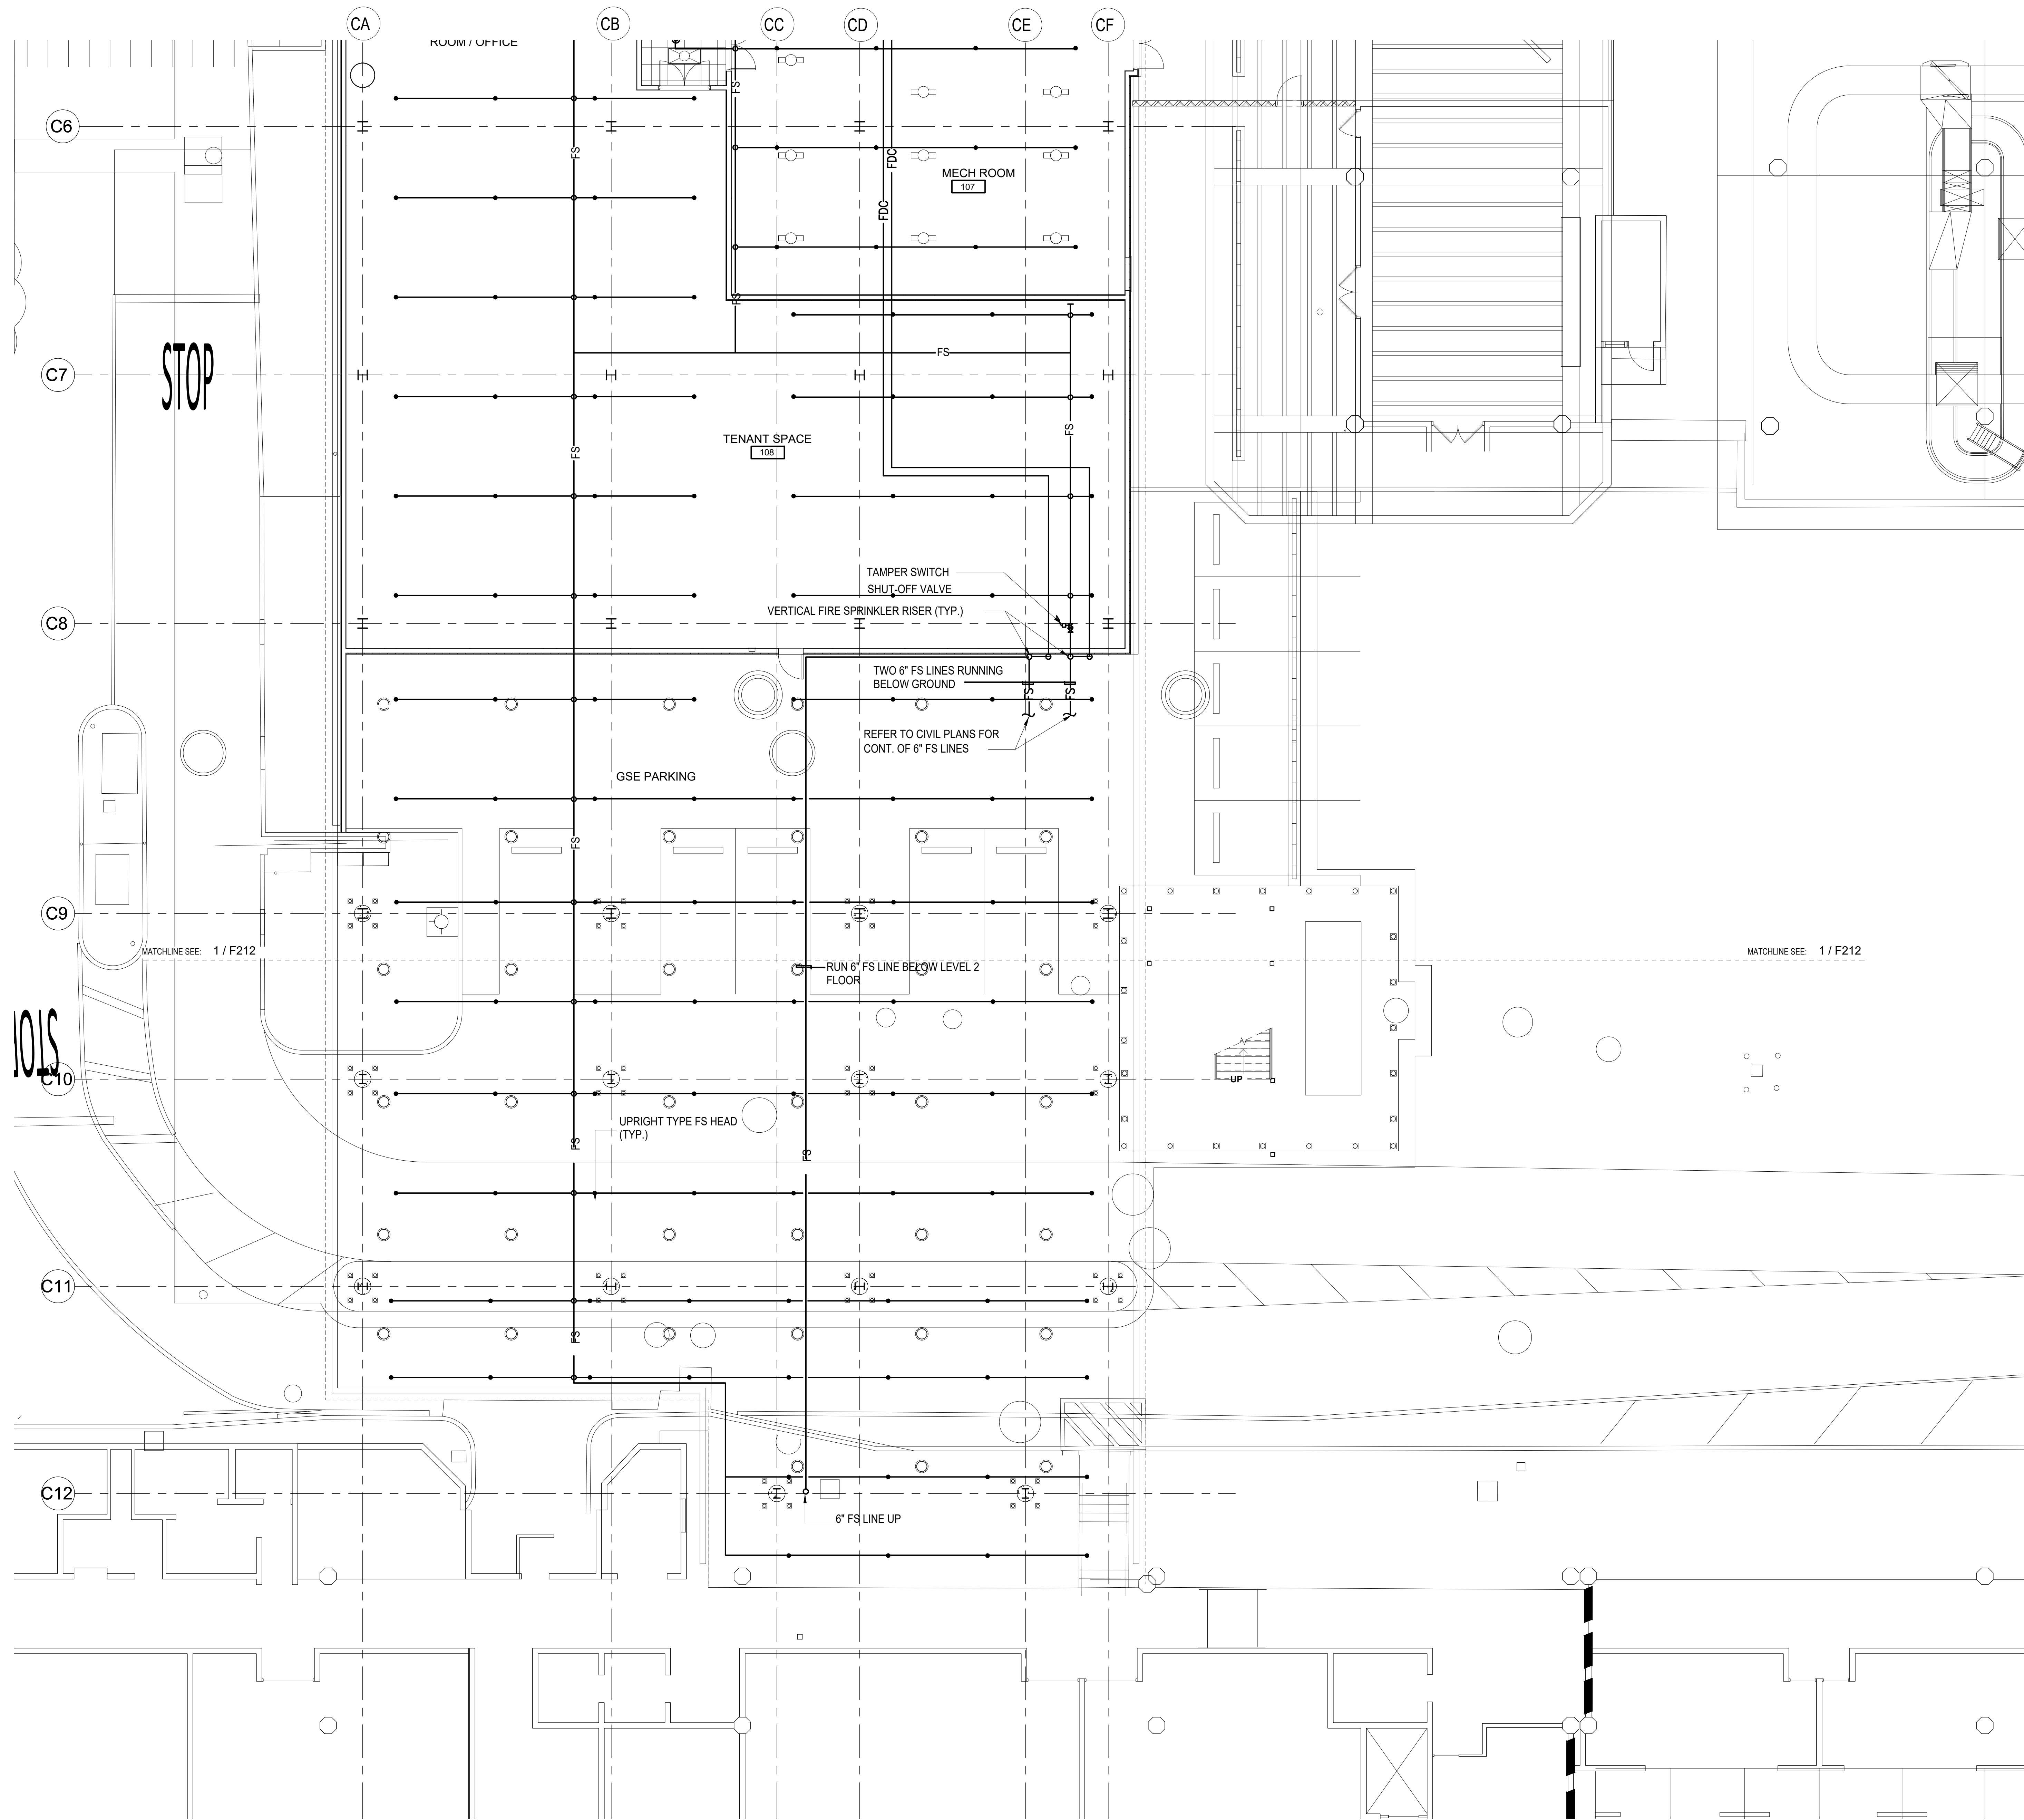 CA
CB
CC
CD
CE
CF
ROOM / OFFICE
FS
C6
FS
FDC
MECH ROOM
107
FDC
FS
STOP
FS
C7
FS
TENANT SPACE
108
FS
TAMPER SWITCH
SHUT-OFF VALVE
VERTICAL FIRE SPRINKLER RISER (TYP.)
C8
TWO 6" FS LINES RUNNING
BELOW GROUND
FS
FS
REFER TO CIVIL PLANS FOR
CONT. OF 6" FS LINES
GSE PARKING
FS
C9
MATCHLINE SEE: 1 / F212
MATCHLINE SEE: 1 / F212
RUN 6" FS LINE BELOW LEVEL 2
FLOOR
STOP
C10
UP
UPRIGHT TYPE FS HEAD
(TYP.)
FS
FS
C11
FS
C12
6" FS LINE UP